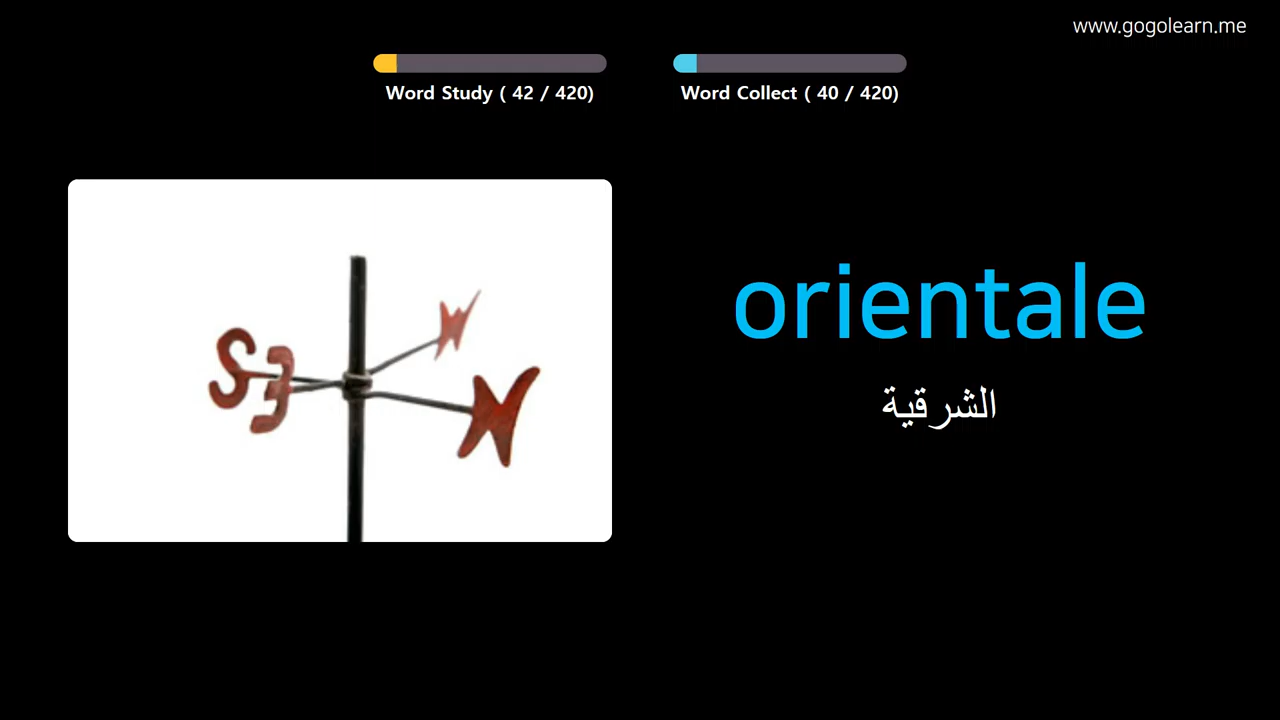 www.gogolearn.me
Word Study ( 42 / 420)
Word Collect ( 40 / 420)
S E W N
orientale
الشرقية